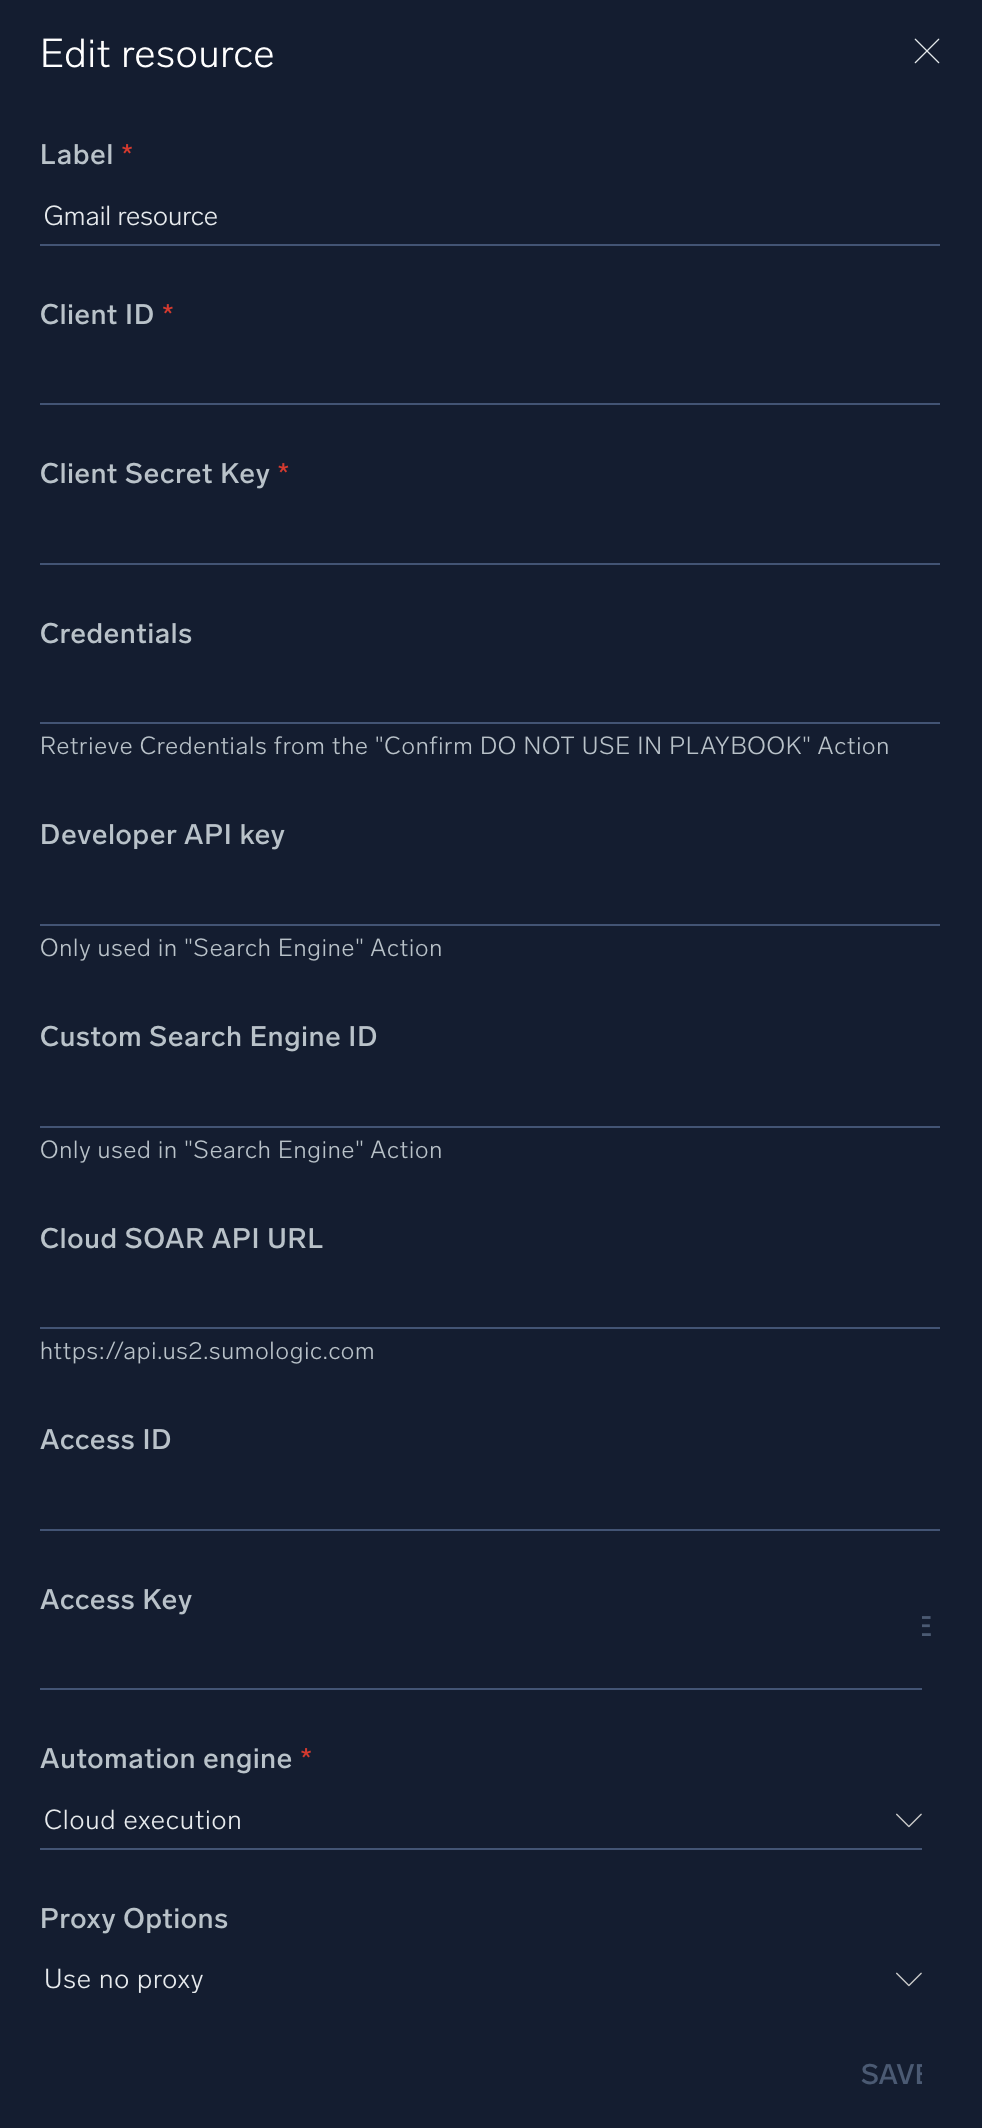 Edit resource
Label *
Gmail resource
Client ID *
Client Secret Key *
Credentials
Retrieve Credentials from the "Confirm DO NOT USE IN PLAYBOOK" Action
Developer API key
Only used in "Search Engine" Action
Custom Search Engine ID
Only used in "Search Engine" Action
Cloud SOAR API URL
https://api.us2.sumologic.com
Access ID
Access Key
Automation engine *
Cloud execution
Proxy Options
Use no proxy
SAVE